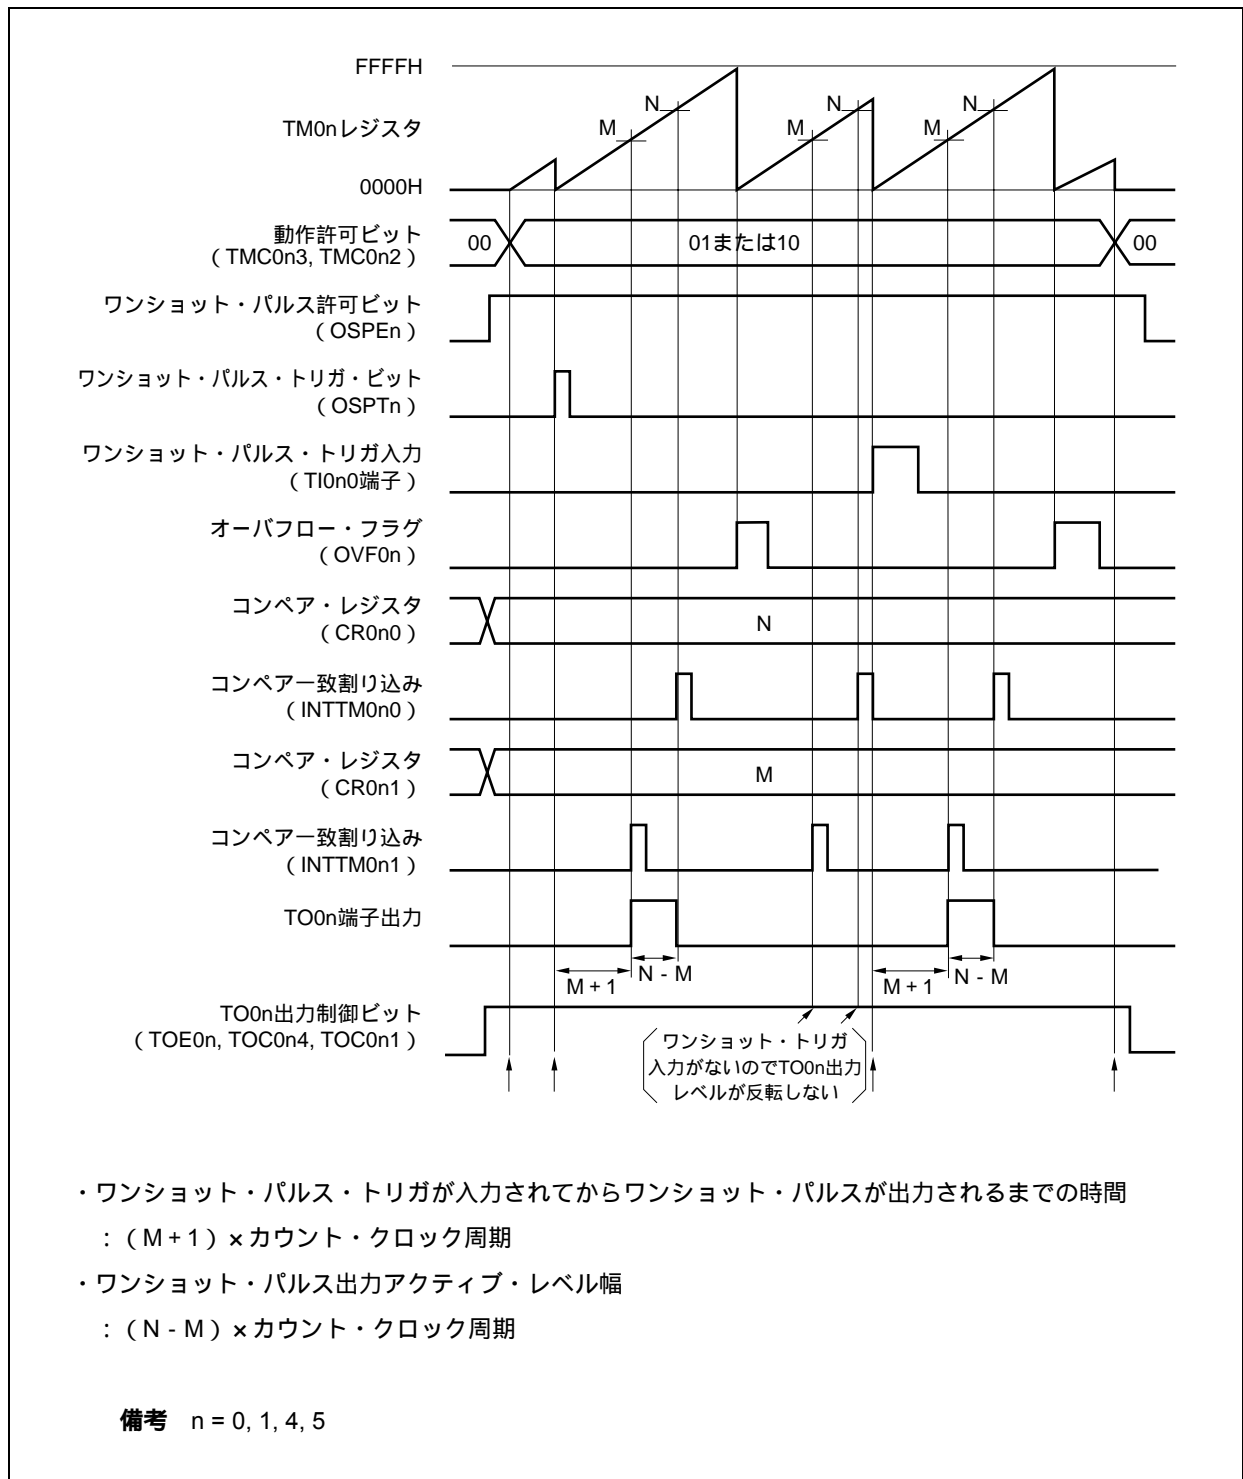 FFFFH
N N N
TM0nレジスタ M M M
0000H
動作許可ビット
（TMC0n3, TMC0n2） 00 01または10 00
ワンショット・パルス許可ビット
（OSPEn）
ワンショット・パルス・トリガ・ビット
（OSPTn）
ワンショット・パルス・トリガ入力
（TI0n0端子）
オーバフロー・フラグ
（OVF0n）
コンペア・レジスタ
（CR0n0） N
コンペア一致割り込み
（INTTM0n0）
コンペア・レジスタ
（CR0n1） M
コンペア一致割り込み
（INTTM0n1）
TO0n端子出力
M + 1 N - M M + 1 N - M
TO0n出力制御ビット
（TOE0n, TOC0n4, TOC0n1）
ワンショット・トリガ
入力がないのでTO0n出力
レベルが反転しない
・ワンショット・パルス・トリガが入力されてからワンショット・パルスが出力されるまでの時間
：（M + 1）×カウント・クロック周期
・ワンショット・パルス出力アクティブ・レベル幅
：（N - M）×カウント・クロック周期
備考 n = 0, 1, 4, 5